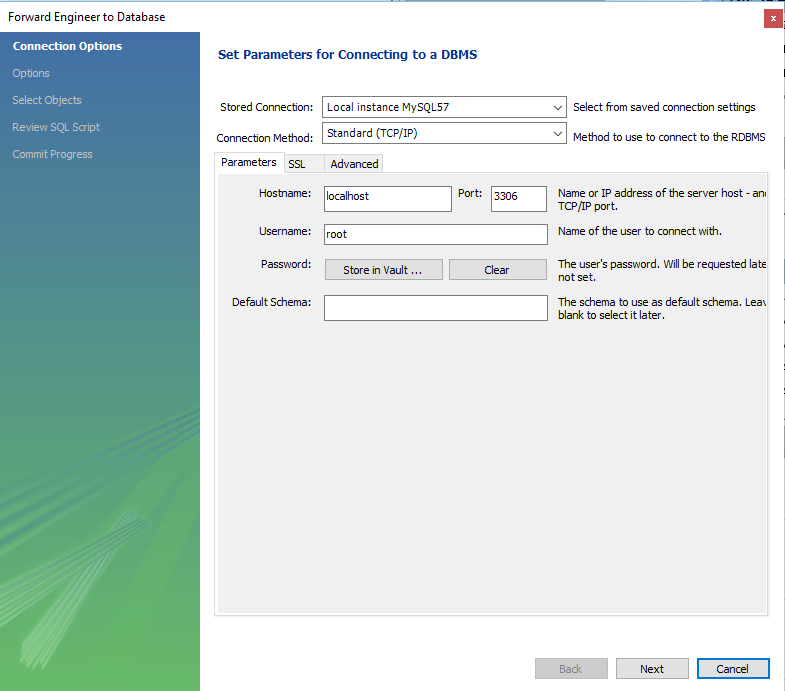 Forward Engineer to Database
x
Connection Options
Options
Select Objects
Review SQL Script
Commit Progress
Set Parameters for Connecting to a DBMS
Stored Connection: Local instance MySQL57 Select from saved connection settings
Connection Method: Standard (TCP/IP) Method to use to connect to the RDBMS
Parameters SSL Advanced
Hostname: localhost Port: 3306 Name or IP address of the server host - and
TCP/IP port.
Username: root Name of the user to connect with.
Password: Store in Vault ... Clear The user's password. Will be requested late
not set.
Default Schema: The schema to use as default schema. Leav
blank to select it later.
Back Next Cancel